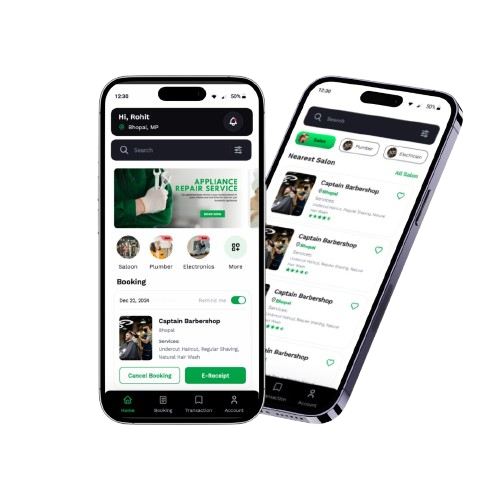 12:30
50%
Hi, Rohit
Bhopal, MP
Search
APPLIANCE
REPAIR SERVICE
BOOK NOW
Saloon
Plumber
Electronics
More
Booking
Dec 22, 2024
Remind me
Captain Barbershop
Bhopal
Services:
Undercut Haircut, Regular Shaving,
Natural Hair Wash
Cancel Booking
E-Receipt
Home
Booking
Transaction
Account
12:30
50%
Search
Salon
Plumber
Electrician
Nearest Salon
All Salon
Captain Barbershop
Bhopal
Services:
Undercut Haircut, Regular Shaving, Natural
Hair Wash
Captain Barbershop
Bhopal
Services:
Undercut Haircut, Regular Shaving, Natural
Hair Wash
Captain Barbershop
Bhopal
Services:
Undercut Haircut, Regular Shaving, Natural
Captain Barbershop
Account